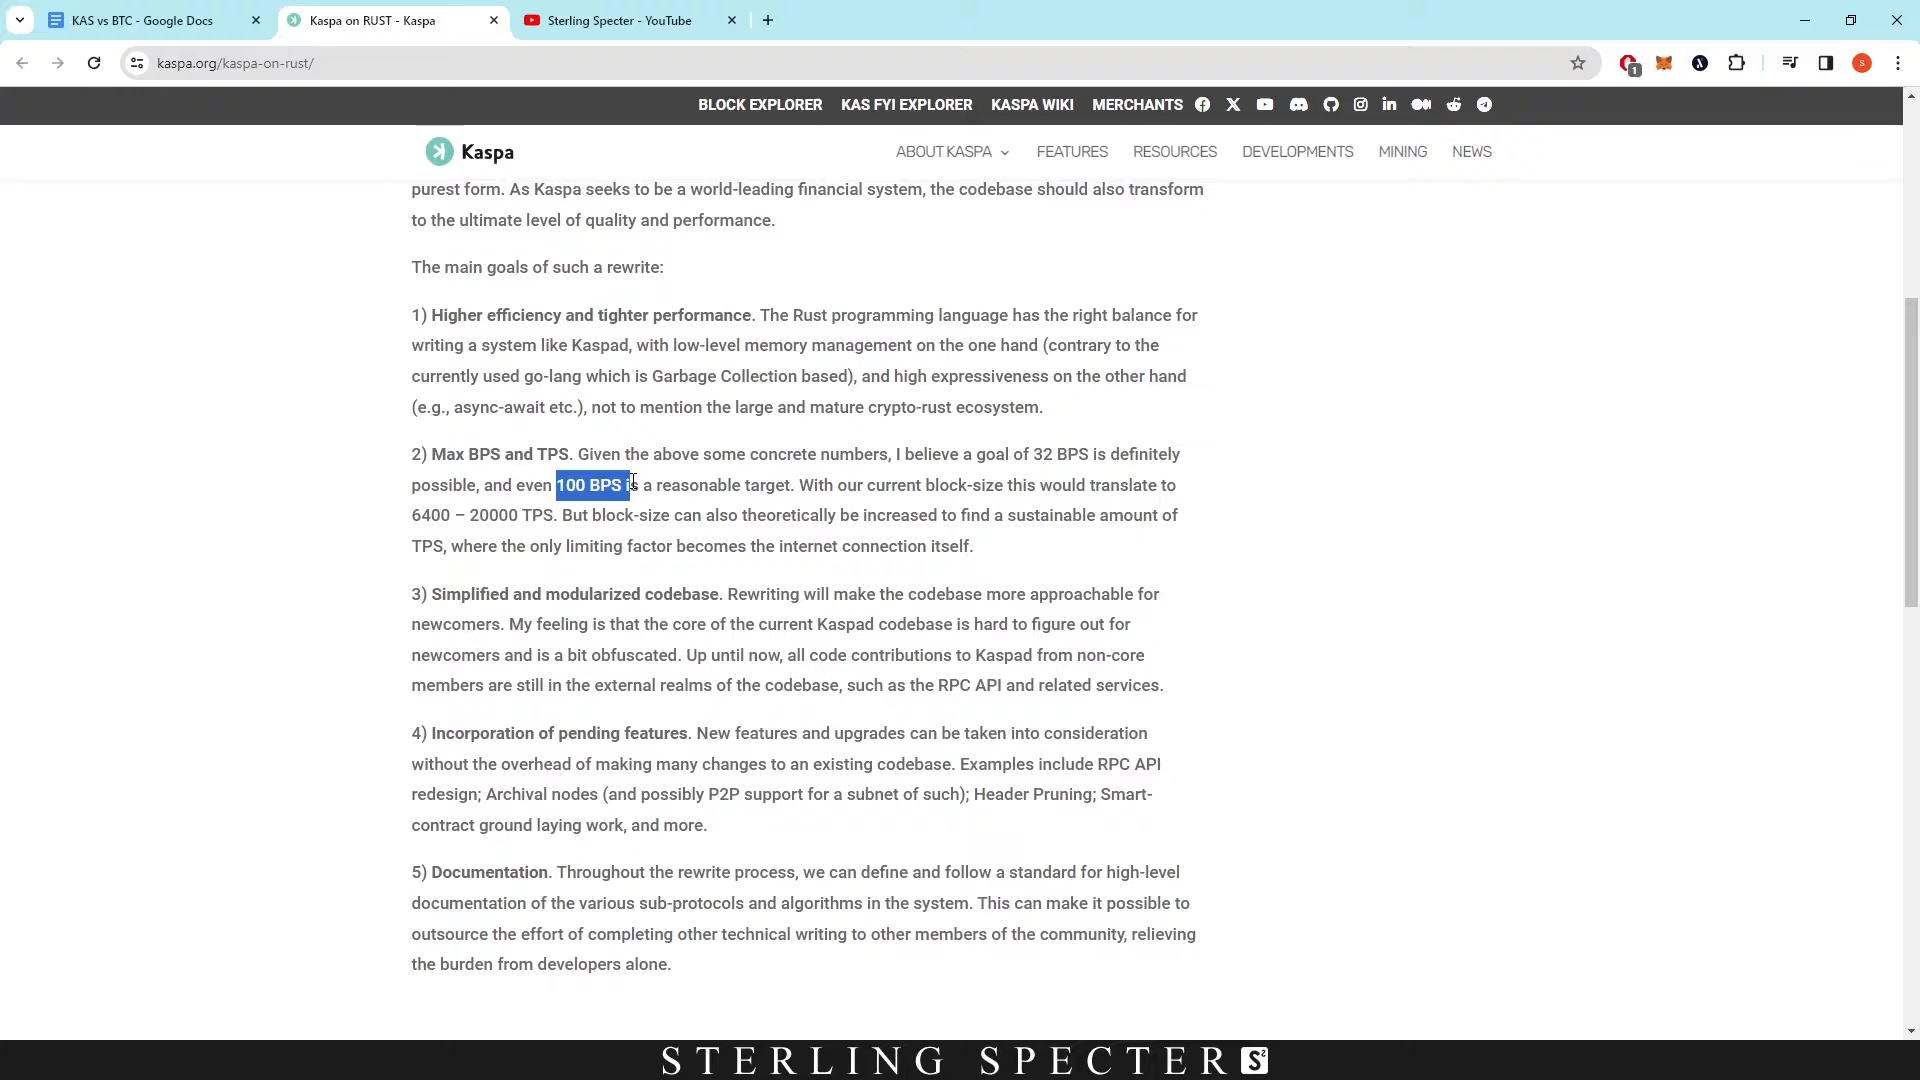 KAS vs BTC - Google Docs
Kaspa on RUST - Kaspa
Sterling Specter - YouTube
kaspa.org/kaspa-on-rust/
1
S
BLOCK EXPLORER KAS FYI EXPLORER KASPA WIKI MERCHANTS
Kaspa
ABOUT KASPA FEATURES RESOURCES DEVELOPMENTS MINING NEWS
purest form. As Kaspa seeks to be a world-leading financial system, the codebase should also transform
to the ultimate level of quality and performance.
The main goals of such a rewrite:
1) Higher efficiency and tighter performance. The Rust programming language has the right balance for
writing a system like Kaspad, with low-level memory management on the one hand (contrary to the
currently used go-lang which is Garbage Collection based), and high expressiveness on the other hand
(e.g., async-await etc.), not to mention the large and mature crypto-rust ecosystem.
2) Max BPS and TPS. Given the above some concrete numbers, I believe a goal of 32 BPS is definitely
possible, and even 100 BPS is a reasonable target. With our current block-size this would translate to
6400 – 20000 TPS. But block-size can also theoretically be increased to find a sustainable amount of
TPS, where the only limiting factor becomes the internet connection itself.
3) Simplified and modularized codebase. Rewriting will make the codebase more approachable for
newcomers. My feeling is that the core of the current Kaspad codebase is hard to figure out for
newcomers and is a bit obfuscated. Up until now, all code contributions to Kaspad from non-core
members are still in the external realms of the codebase, such as the RPC API and related services.
4) Incorporation of pending features. New features and upgrades can be taken into consideration
without the overhead of making many changes to an existing codebase. Examples include RPC API
redesign; Archival nodes (and possibly P2P support for a subnet of such); Header Pruning; Smart-
contract ground laying work, and more.
5) Documentation. Throughout the rewrite process, we can define and follow a standard for high-level
documentation of the various sub-protocols and algorithms in the system. This can make it possible to
outsource the effort of completing other technical writing to other members of the community, relieving
the burden from developers alone.
STERLING SPECTER S